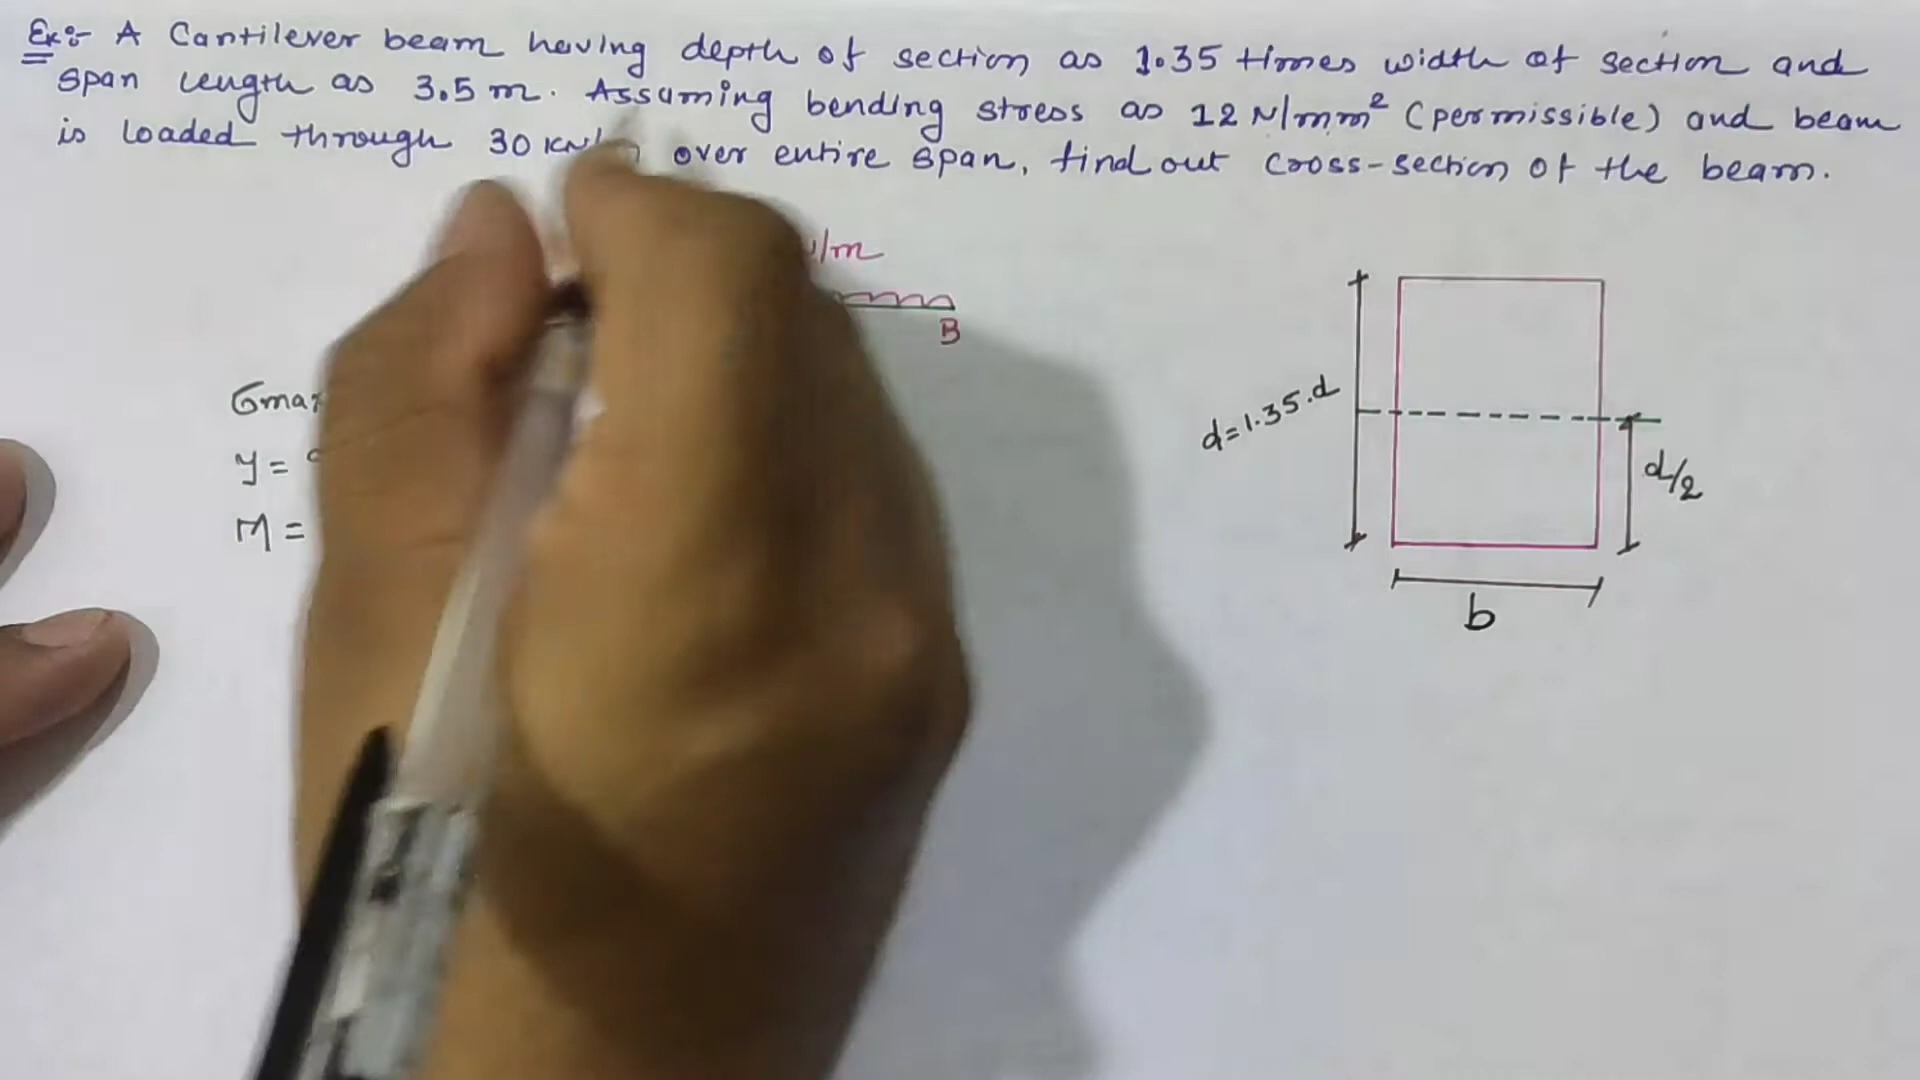 Ex:- A Cantilever beam having depth of section as 1.35 times width of section and
span length as 3.5 m. Assuming bending stress as 12 N/mm² (permissible) and beam
is loaded through 30 over entire span, find out cross-section of the beam.
/m
B
d=1.35.d
d/2
b
σmax
y =
M =